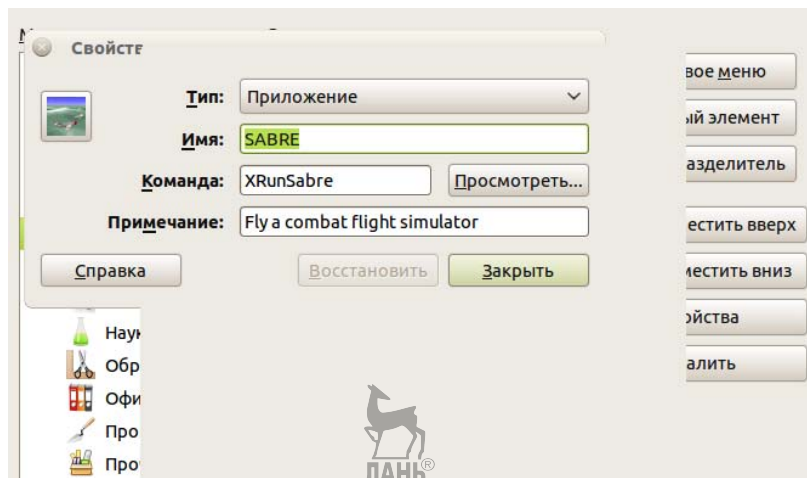 М
Свойств
Тип: Приложение
Имя: SABRE
Команда: XRunSabre Просмотреть...
Примечание: Fly a combat flight simulator
Справка Восстановить Закрыть
вое меню
ый элемент
азделитель
естить вверх
местить вниз
ойства
алить
Наук
Обр
Офи
Про
Про
ЛАНЬ®